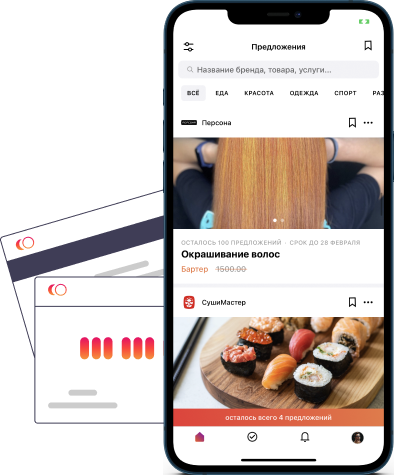 Предложения
Название бренда, товара, услуги...
ВСЁ ЕДА КРАСОТА ОДЕЖДА СПОРТ РАЗ
Персона
ОСТАЛОСЬ 100 ПРЕДЛОЖЕНИЙ · СРОК ДО 28 ФЕВРАЛЯ
Окрашивание волос
Бартер 1500.00
СушиМастер
осталось всего 4 предложений